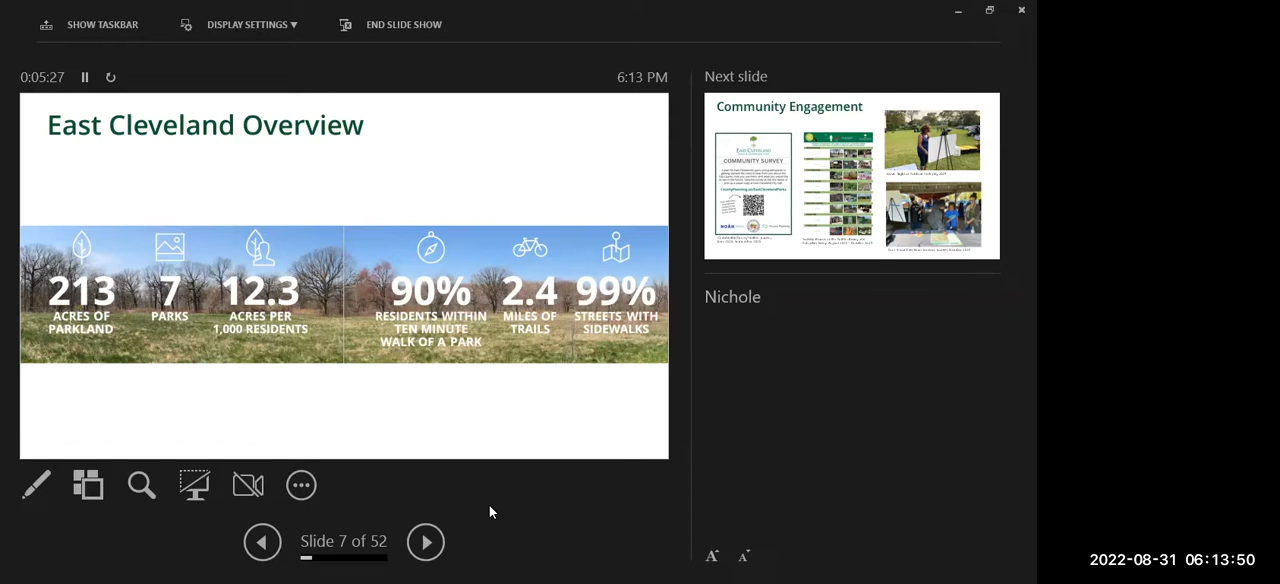 SHOW TASKBAR
DISPLAY SETTINGS ▼
END SLIDE SHOW
0:05:27
6:13 PM
East Cleveland Overview
213
ACRES OF
PARKLAND
7
PARKS
12.3
ACRES PER
1,000 RESIDENTS
90%
RESIDENTS WITHIN
TEN MINUTE
WALK OF A PARK
2.4
MILES OF
TRAILS
99%
STREETS WITH
SIDEWALKS
Slide 7 of 52
Next slide
Community Engagement
EAST CLEVELAND
COMMUNITY SURVEY
Nichole
A A
2022-08-31 06:13:50